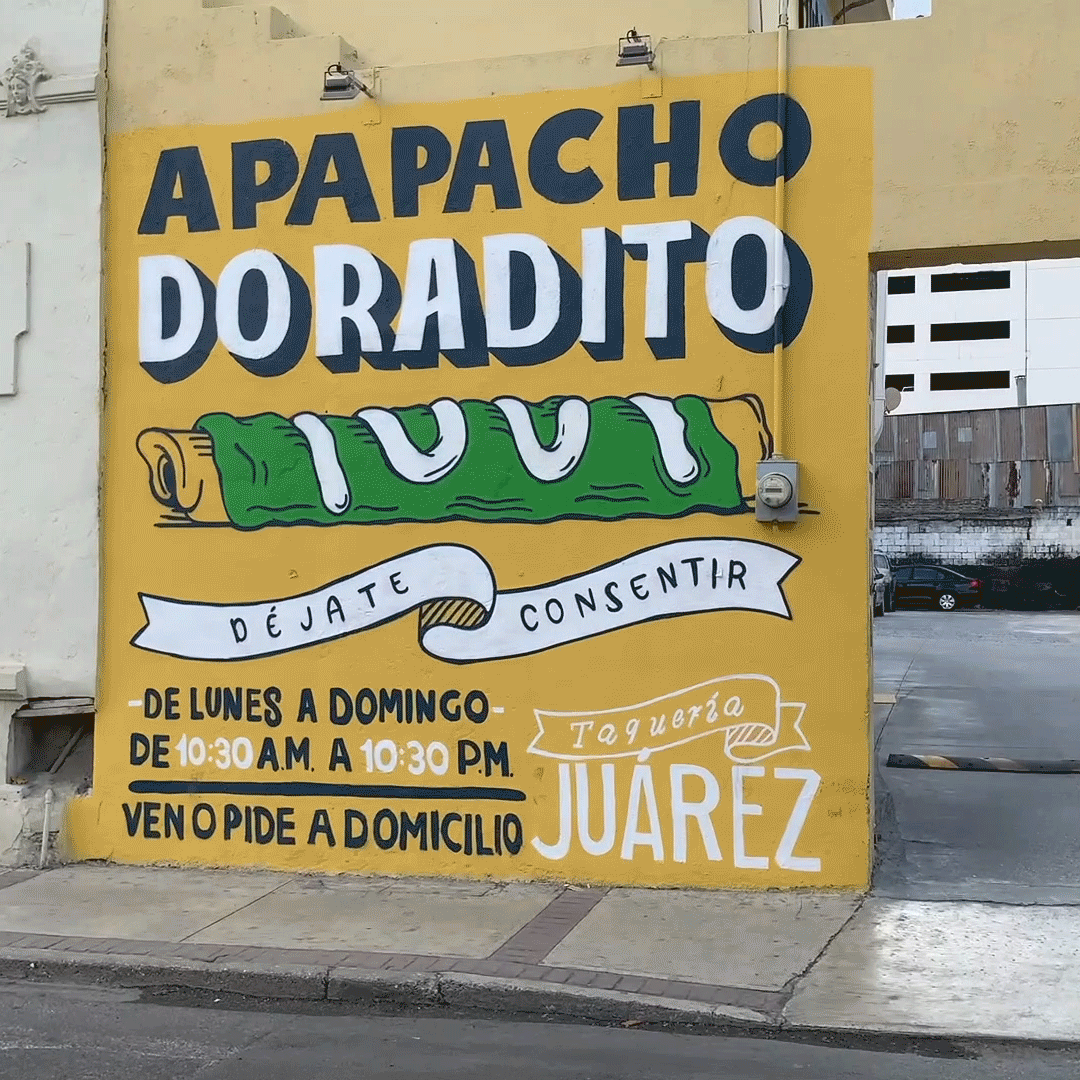 APAPACHO
DORADITO
DÉJATE CONSENTIR
-DE LUNES A DOMINGO-
DE 10:30 A.M. A 10:30 P.M.
VEN O PIDE A DOMICILIO
Taquería
JUÁREZ